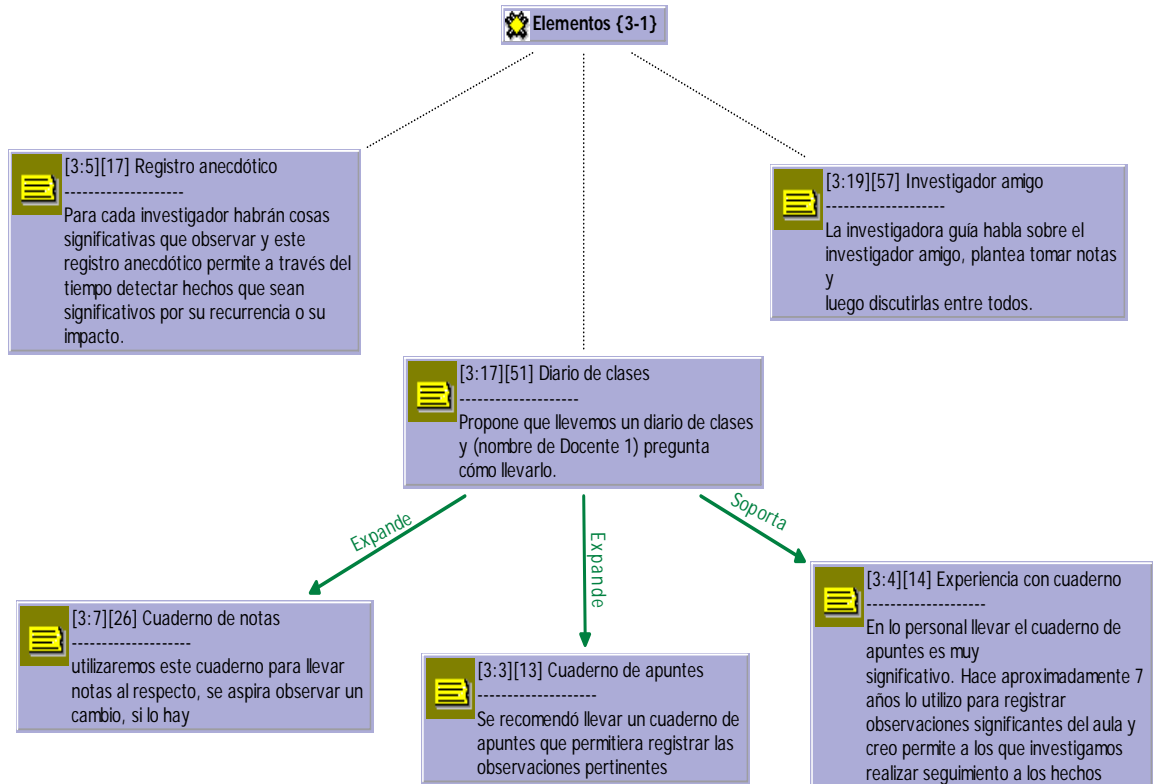 Elementos {3-1}
[3:5][17] Registro anecdótico
--------------------
Para cada investigador habrán cosas
significativas que observar y este
registro anecdótico permite a través del
tiempo detectar hechos que sean
significativos por su recurrencia o su
impacto.
[3:19][57] Investigador amigo
--------------------
La investigadora guía habla sobre el
investigador amigo, plantea tomar notas
y
luego discutirlas entre todos.
[3:17][51] Diario de clases
--------------------
Propone que llevemos un diario de clases
y (nombre de Docente 1) pregunta
cómo llevarlo.
Expande
Expande
Soporta
[3:7][26] Cuaderno de notas
--------------------
utilizaremos este cuaderno para llevar
notas al respecto, se aspira observar un
cambio, si lo hay
[3:3][13] Cuaderno de apuntes
--------------------
Se recomendó llevar un cuaderno de
apuntes que permitiera registrar las
observaciones pertinentes
[3:4][14] Experiencia con cuaderno
--------------------
En lo personal llevar el cuaderno de
apuntes es muy
significativo. Hace aproximadamente 7
años lo utilizo para registrar
observaciones significantes del aula y
creo permite a los que investigamos
realizar seguimiento a los hechos